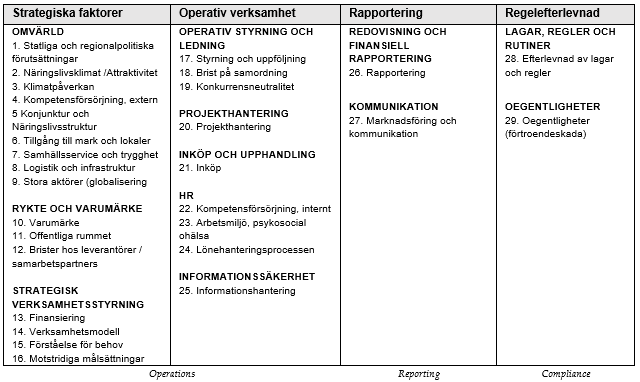 Strategiska faktorer
OMVÄRLD
1. Statliga och regionalpolitiska
förutsättningar
2. Näringslivsklimat /Attraktivitet
3. Klimatpåverkan
4. Kompetensförsörjning, extern
5 Konjunktur och
Näringslivsstruktur
6. Tillgång till mark och lokaler
7. Samhällsservice och trygghet
8. Logistik och infrastruktur
9. Stora aktörer (globalisering
RYKTE OCH VARUMÄRKE
10. Varumärke
11. Offentliga rummet
12. Brister hos leverantörer /
samarbetspartners
STRATEGISK
VERKSAMHETSSTYRNING
13. Finansiering
14. Verksamhetsmodell
15. Förståelse för behov
16. Motstridiga målsättningar
Operativ verksamhet
OPERATIV STYRNING OCH
LEDNING
17. Styrning och uppföljning
18. Brist på samordning
19. Konkurrensneutralitet
PROJEKTHANTERING
20. Projekthantering
INKÖP OCH UPPHANDLING
21. Inköp
HR
22. Kompetensförsörjning, internt
23. Arbetsmiljö, psykosocial
ohälsa
24. Lönehanteringsprocessen
INFORMATIONSSÄKERHET
25. Informationshantering
Rapportering
REDOVISNING OCH
FINANSIELL
RAPPORTERING
26. Rapportering
KOMMUNIKATION
27. Marknadsföring och
kommunikation
Regelefterlevnad
LAGAR, REGLER OCH
RUTINER
28. Efterlevnad av lagar
och regler
OEGENTLIGHETER
29. Oegentligheter
(förtroendeskada)
Operations
Reporting
Compliance